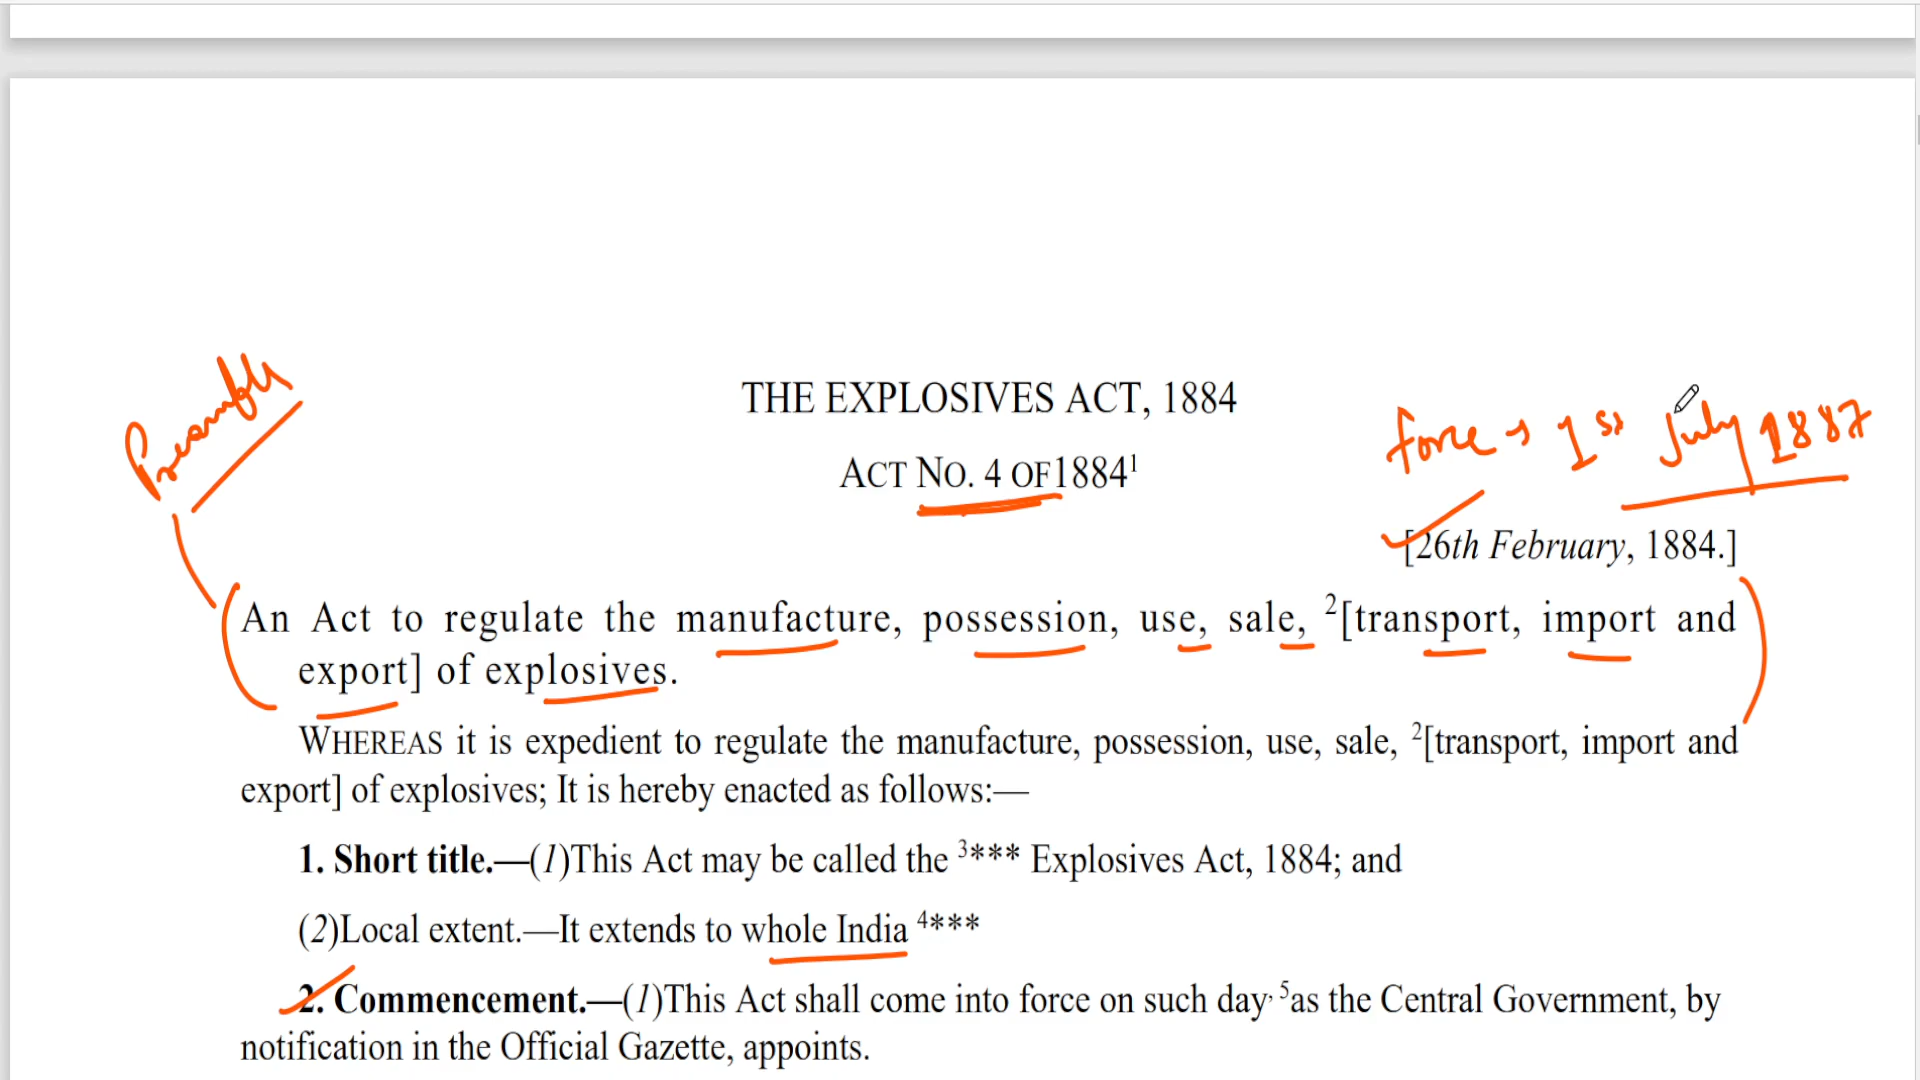 THE EXPLOSIVES ACT, 1884
ACT NO. 4 OF1884¹
Preamble
force → 1st July 1887
[26th February, 1884.]
An Act to regulate the manufacture, possession, use, sale, ²[transport, import and
export] of explosives.
WHEREAS it is expedient to regulate the manufacture, possession, use, sale, ²[transport, import and
export] of explosives; It is hereby enacted as follows:—
1. Short title.—(1)This Act may be called the ³*** Explosives Act, 1884; and
(2)Local extent.—It extends to whole India ⁴***
2. Commencement.—(1)This Act shall come into force on such day, ⁵as the Central Government, by
notification in the Official Gazette, appoints.